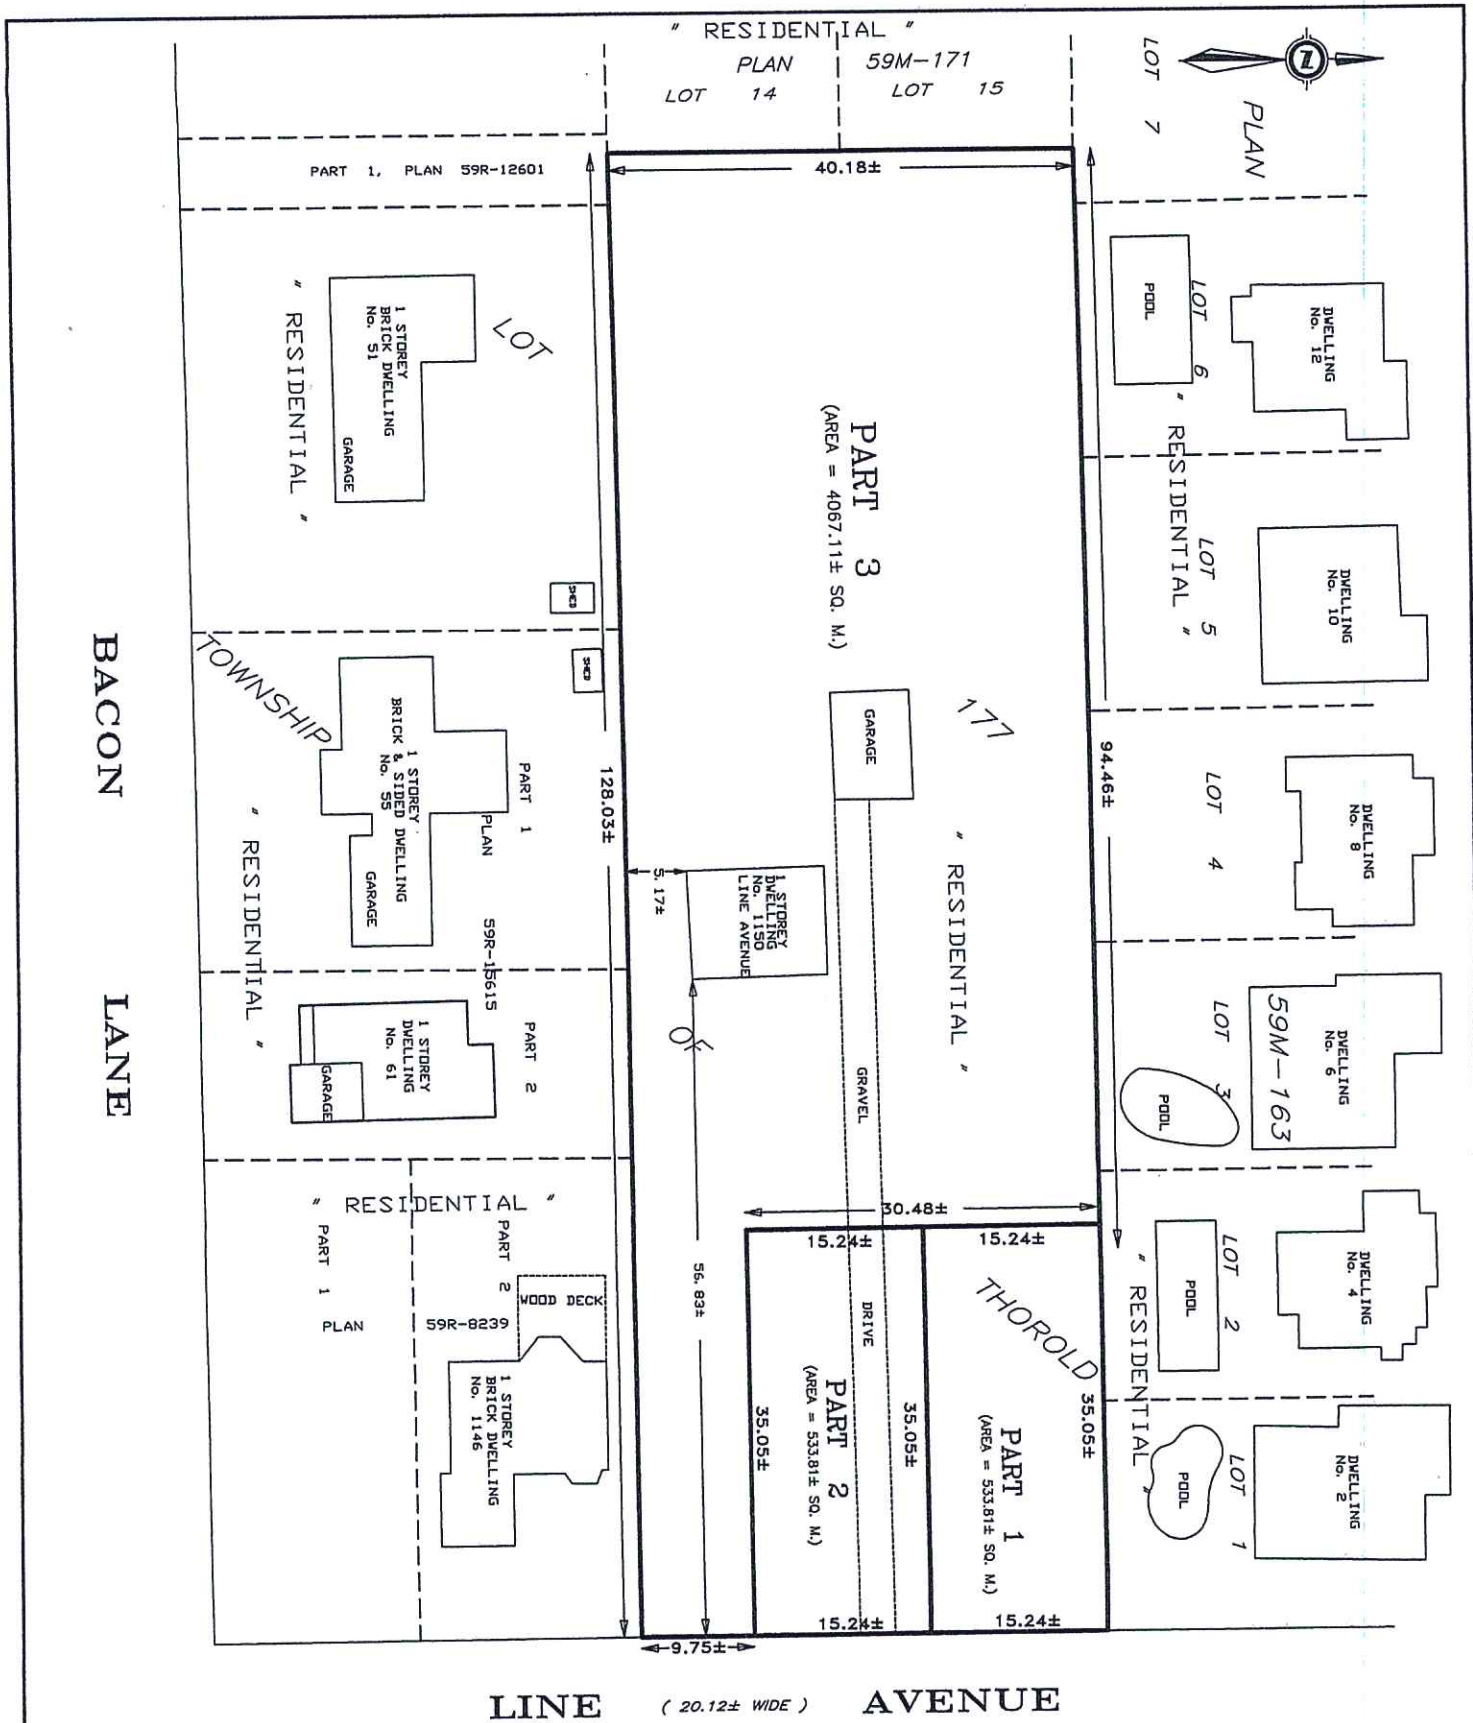 " RESIDENTIAL "
PLAN 59M-171
LOT 14
LOT 15
LOT 7
PLAN
N
PART 1, PLAN 59R-12601
40.18±
" RESIDENTIAL "
1 STOREY
BRICK DWELLING
No. 51
GARAGE
LOT
SHED
PART 3
(AREA = 4067.11± SQ. M.)
POOL
LOT 6
DWELLING
No. 12
" RESIDENTIAL "
LOT 5
DWELLING
No. 10
TOWNSHIP
SHED
1 STOREY
BRICK & SIDED DWELLING
No. 55
GARAGE
PART 1
PLAN 59R-15615
128.03±
GARAGE
177
94.46±
LOT 4
DWELLING
No. 8
BACON LANE
" RESIDENTIAL "
5.17±
1 STOREY
DWELLING
No. 1150
LINE AVENUE
" RESIDENTIAL "
1 STOREY
DWELLING
No. 61
GARAGE
PART 2
OF
GRAVEL DRIVE
LOT 3
POOL
59M-163
DWELLING
No. 6
" RESIDENTIAL "
PART 1
PART 2
PLAN 59R-8239
WOOD DECK
1 STOREY
BRICK DWELLING
No. 1146
56.83±
30.48±
15.24±
15.24±
THOROLD
35.05±
35.05±
35.05±
PART 2
(AREA = 533.81± SQ. M.)
PART 1
(AREA = 533.81± SQ. M.)
" RESIDENTIAL "
POOL
LOT 2
DWELLING
No. 4
POOL
LOT 1
DWELLING
No. 2
15.24±
15.24±
9.75±
LINE ( 20.12± WIDE ) AVENUE